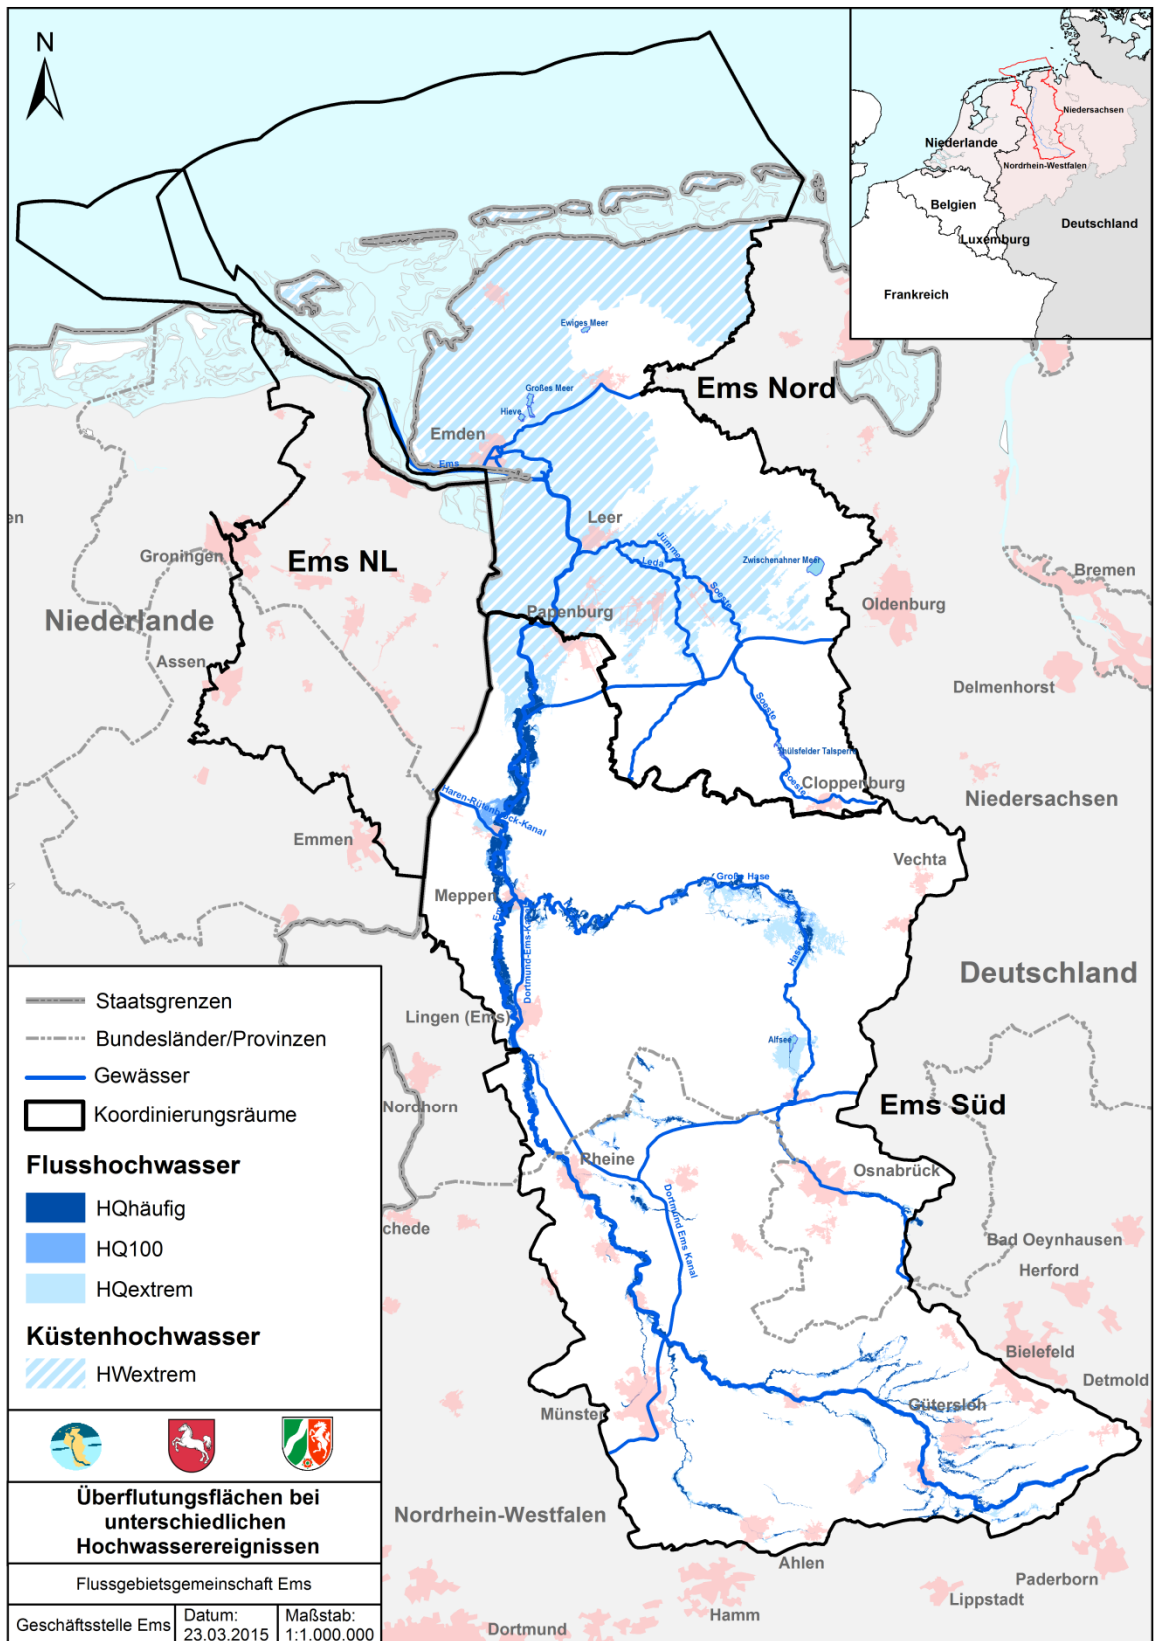 N
Niedersachsen
Niederlande
Nordrhein-Westfalen
Belgien
Deutschland
Luxemburg
Frankreich
Ewiges Meer
Ems Nord
Großes Meer
Hieve
Emden
Ems
en
Leer
Jümme
Groningen
Ems NL
Leda
Zwischenahner Meer
Bremen
Soeste
Oldenburg
Papenburg
Niederlande
Assen
Delmenhorst
Soeste
Thülsfelder Talsperre
Soeste
Cloppenburg
Niedersachsen
Haren-Rütenbrock-Kanal
Emmen
Vechta
Große Hase
Meppen
Ems
Dortmund-Ems-Kanal
Hase
Deutschland
Lingen (Ems)
Alfsee
Nordhorn
Ems Süd
Rheine
Osnabrück
Dortmund Ems Kanal
chede
Bad Oeynhausen
Herford
Bielefeld
Detmold
Gütersloh
Münster
Nordrhein-Westfalen
Ahlen
Paderborn
Lippstadt
Hamm
Dortmund
Staatsgrenzen
Bundesländer/Provinzen
Gewässer
Koordinierungsräume
Flusshochwasser
HQhäufig
HQ100
HQextrem
Küstenhochwasser
HWextrem
Überflutungsflächen bei
unterschiedlichen
Hochwasserereignissen
Flussgebietsgemeinschaft Ems
Geschäftsstelle Ems
Datum:
23.03.2015
Maßstab:
1:1.000.000